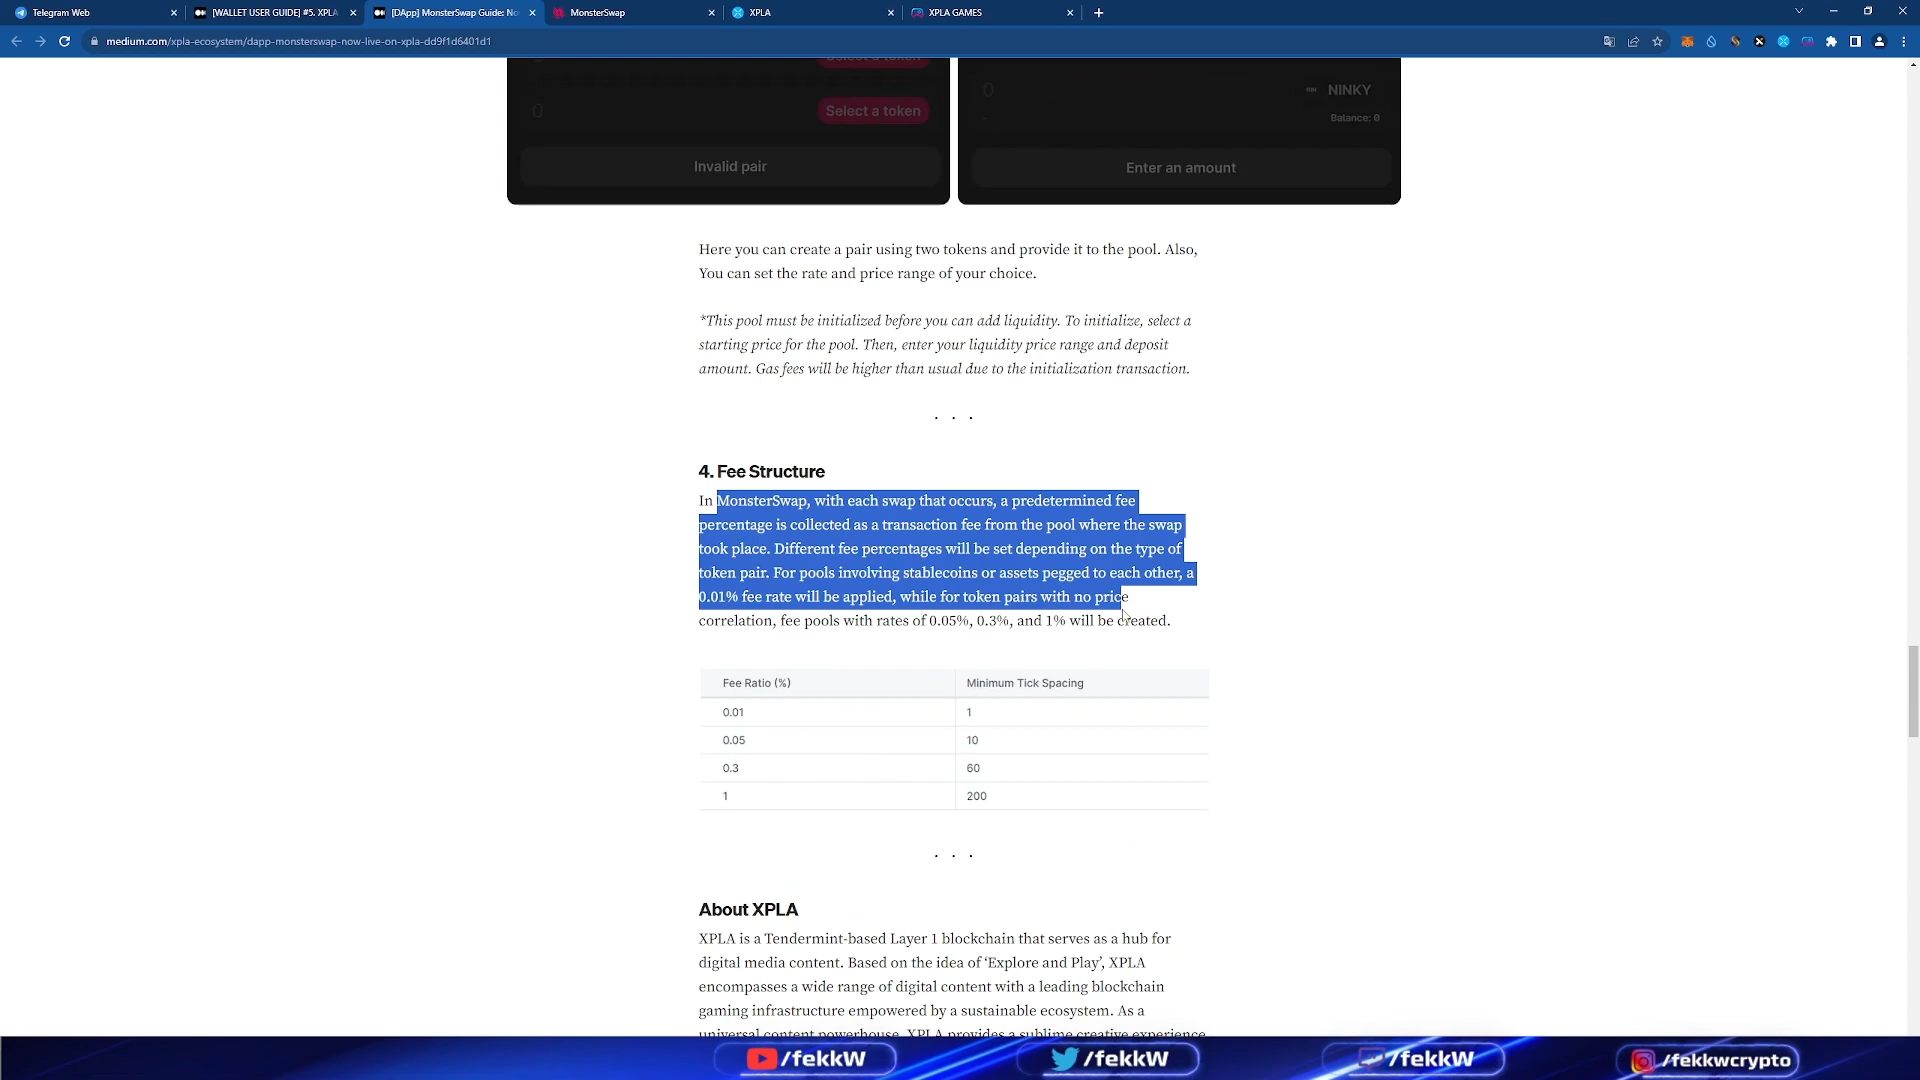 Telegram Web
[WALLET USER GUIDE] #5. XPLA
[DApp] MonsterSwap Guide: No
MonsterSwap
XPLA
XPLA GAMES
medium.com/xpla-ecosystem/dapp-monsterswap-now-live-on-xpla-dd9f1d6401d1
Select a token
0
Select a token
Invalid pair
0
NINKY
Balance: 0
Enter an amount
Here you can create a pair using two tokens and provide it to the pool. Also,
You can set the rate and price range of your choice.
*This pool must be initialized before you can add liquidity. To initialize, select a
starting price for the pool. Then, enter your liquidity price range and deposit
amount. Gas fees will be higher than usual due to the initialization transaction.
. . .
4. Fee Structure
In MonsterSwap, with each swap that occurs, a predetermined fee
percentage is collected as a transaction fee from the pool where the swap
took place. Different fee percentages will be set depending on the type of
token pair. For pools involving stablecoins or assets pegged to each other, a
0.01% fee rate will be applied, while for token pairs with no price
correlation, fee pools with rates of 0.05%, 0.3%, and 1% will be created.
Fee Ratio (%) Minimum Tick Spacing
0.01 1
0.05 10
0.3 60
1 200
. . .
About XPLA
XPLA is a Tendermint-based Layer 1 blockchain that serves as a hub for
digital media content. Based on the idea of ‘Explore and Play’, XPLA
encompasses a wide range of digital content with a leading blockchain
gaming infrastructure empowered by a sustainable ecosystem. As a
universal content powerhouse, XPLA provides a sublime creative experience
/fekkW
/fekkW
/fekkW
/fekkwcrypto